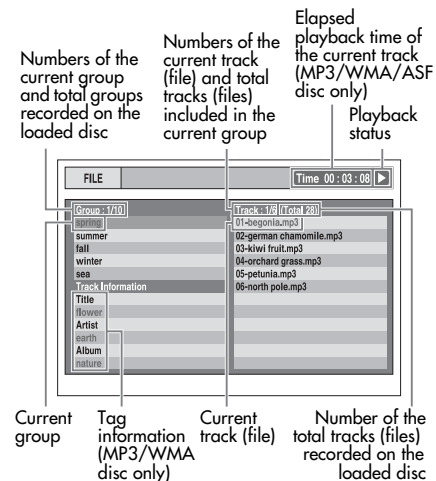 Elapsed
playback time of
the current track
(MP3/WMA/ASF
disc only)
Numbers of the
current group
and total groups
recorded on the
loaded disc
Numbers of the
current track
(file) and total
tracks (files)
included in the
current group
Playback
status
FILE
Time 00 : 03 : 08
Group : 1/10
spring
summer
fall
winter
sea
Track Information
Title
flower
Artist
earth
Album
nature
Track : 1/6 (Total 28)
01-begonia.mp3
02-german chamomile.mp3
03-kiwi fruit.mp3
04-orchard grass.mp3
05-petunia.mp3
06-north pole.mp3
Current
group
Tag
information
(MP3/WMA
disc only)
Current
track (file)
Number of the
total tracks (files)
recorded on the
loaded disc